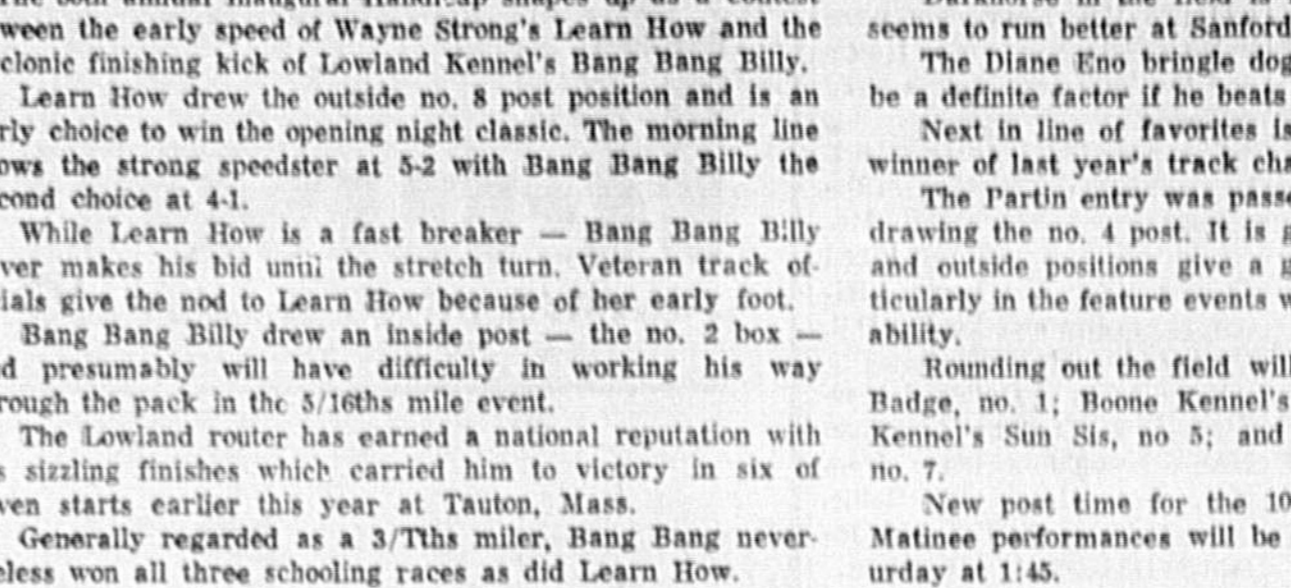 ween the early speed of Wayne Strong's Learn How and the
clonic finishing kick of Lowland Kennel's Bang Bang Billy.
Learn How drew the outside no. 8 post position and is an
rly choice to win the opening night classic. The morning line
ows the strong speedster at 5-2 with Bang Bang Billy the
cond choice at 4-1.
While Learn How is a fast breaker — Bang Bang Billy
ver makes his bid until the stretch turn. Veteran track of-
ials give the nod to Learn How because of her early foot.
Bang Bang Billy drew an inside post — the no. 2 box —
d presumably will have difficulty in working his way
rough the pack in the 5/16ths mile event.
The Lowland router has earned a national reputation with
s sizzling finishes which carried him to victory in six of
ven starts earlier this year at Tauton, Mass.
Generally regarded as a 3/Tths miler, Bang Bang never-
eless won all three schooling races as did Learn How.
seems to run better at Sanford
The Diane Eno bringle dog
be a definite factor if he beats
Next in line of favorites is
winner of last year's track cha
The Partin entry was passe
drawing the no. 4 post. It is g
and outside positions give a g
ticularly in the feature events w
ability.
Rounding out the field will
Badge, no. 1; Boone Kennel's
Kennel's Sun Sis, no 5; and
no. 7.
New post time for the 10
Matinee performances will be
urday at 1:45.